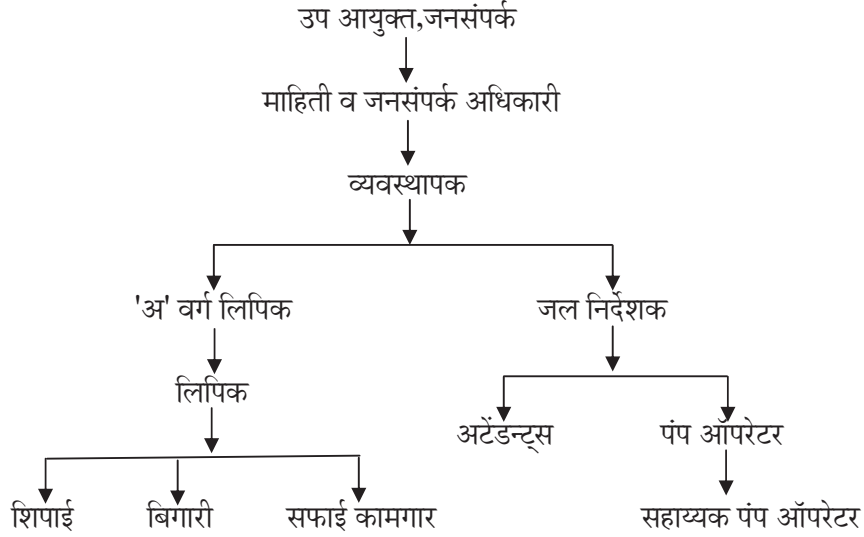 उप आयुक्त,जनसंपर्क
माहिती व जनसंपर्क अधिकारी
व्यवस्थापक
'अ' वर्ग लिपिक
जल निर्देशक
लिपिक
अटेंडन्ट्स
पंप ऑपरेटर
शिपाई
बिगारी
सफाई कामगार
सहाय्यक पंप ऑपरेटर